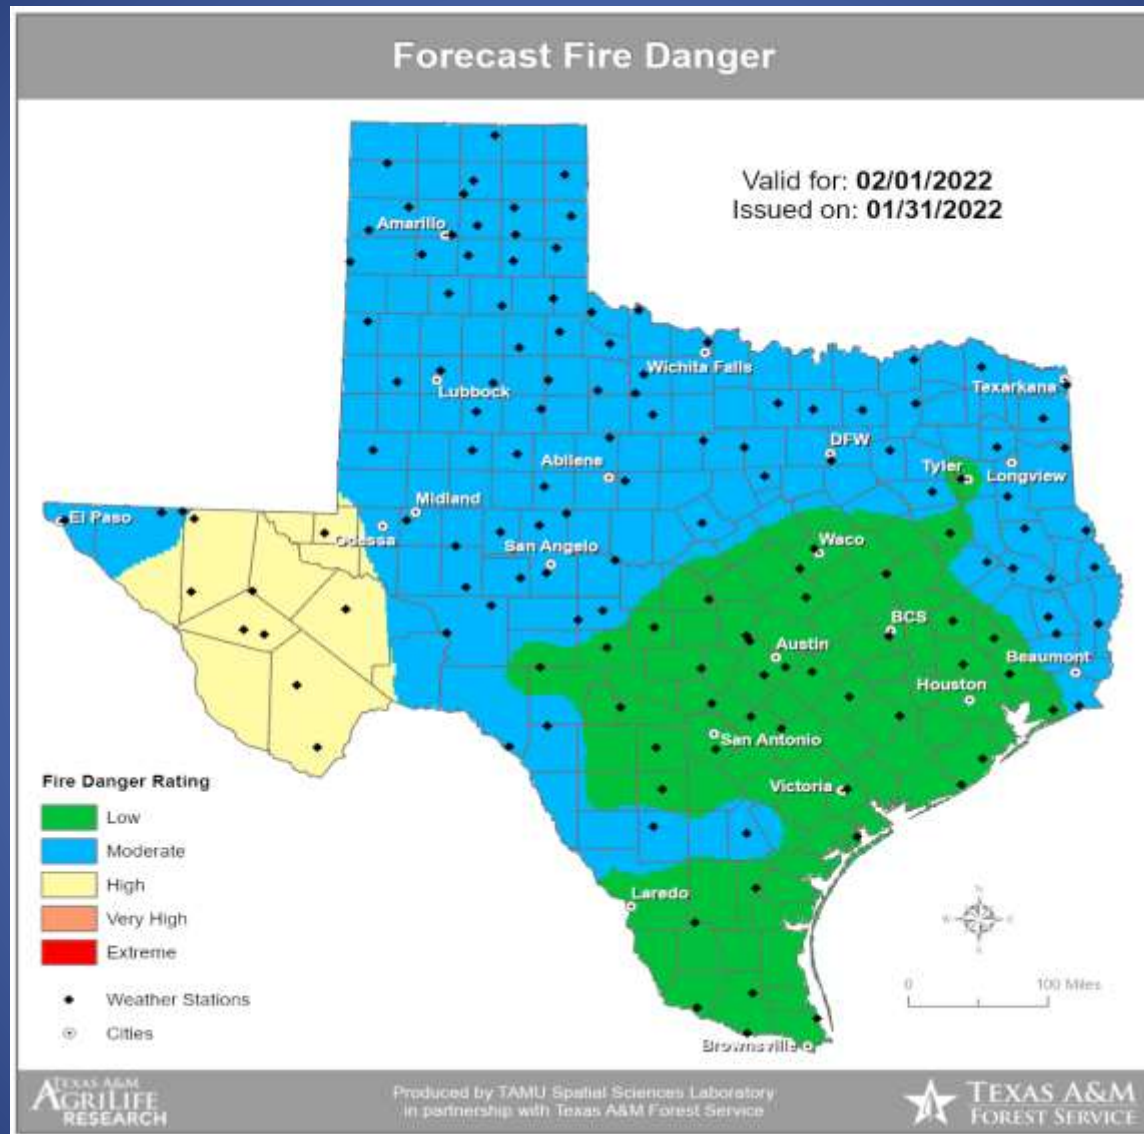 Forecast Fire Danger
Valid for: 02/01/2022
Issued on: 01/31/2022
Amarillo
Wichita Falls
Lubbock
Texarkana
DFW
Abilene
Tyler
Longview
Midland
El Paso
Odessa
San Angelo
Waco
BCS
Austin
Beaumont
Houston
San Antonio
Victoria
Laredo
Brownsville
Fire Danger Rating
Low
Moderate
High
Very High
Extreme
Weather Stations
Cities
N
W E
S
0 100 Miles
TEXAS A&M
AGRILIFE
RESEARCH
Produced by TAMU Spatial Sciences Laboratory
in partnership with Texas A&M Forest Service
TEXAS A&M
FOREST SERVICE